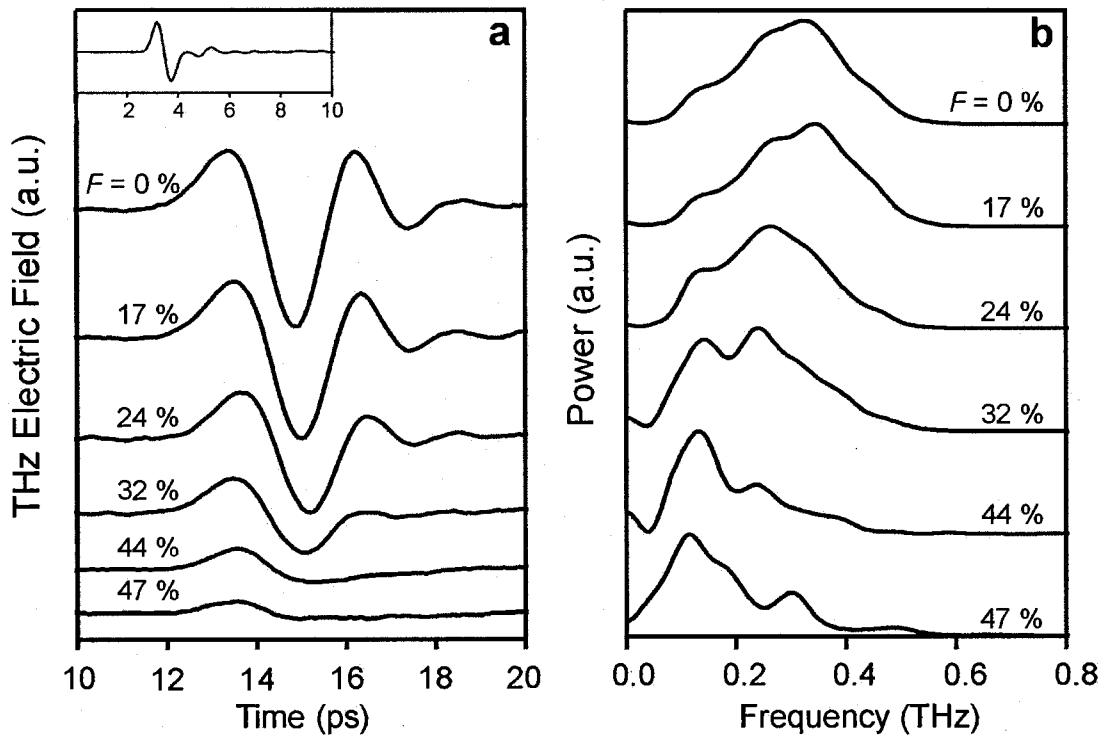 a
2 4 6 8 10
F = 0 %
17 %
24 %
32 %
44 %
47 %
10 12 14 16 18 20
Time (ps)
THz Electric Field (a.u.)
b
F = 0 %
17 %
24 %
32 %
44 %
47 %
0.0 0.2 0.4 0.6 0.8
Frequency (THz)
Power (a.u.)